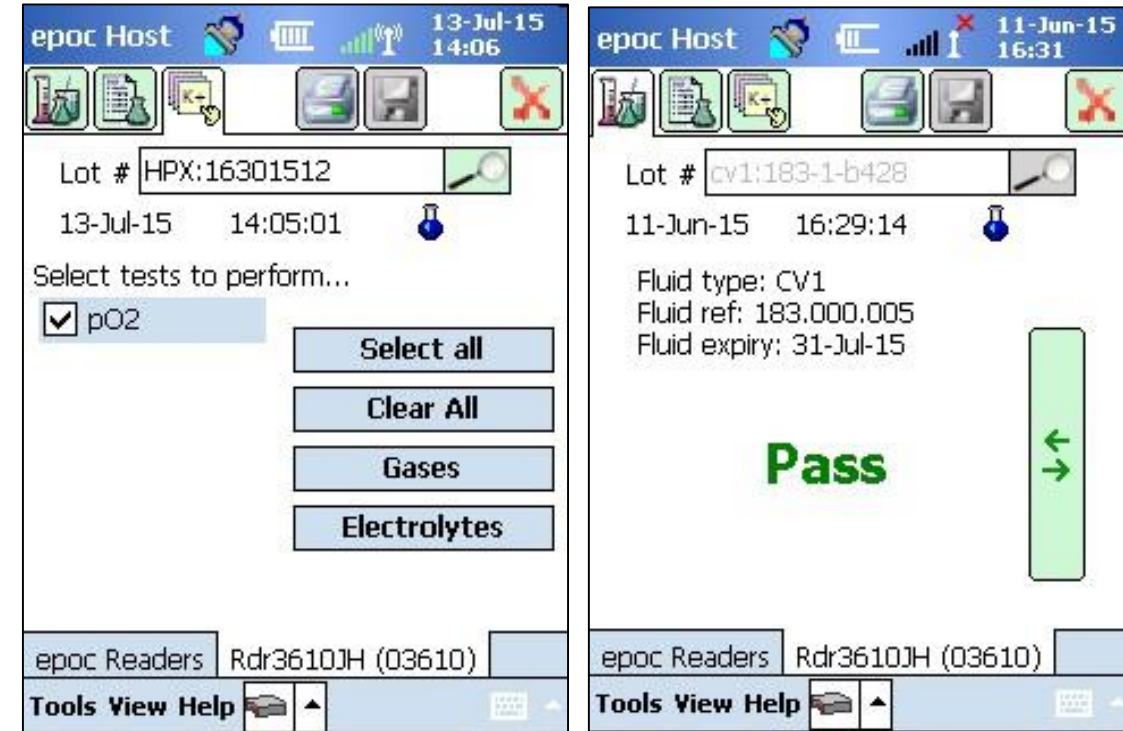 epoc Host 13-Jul-15
14:06
K+
Lot # HPX:16301512
13-Jul-15 14:05:01
Select tests to perform...
pO2
Select all
Clear All
Gases
Electrolytes
epoc Readers Rdr3610JH (03610)
Tools View Help
epoc Host 11-Jun-15
16:31
K+
Lot # cv1:183-1-b428
11-Jun-15 16:29:14
Fluid type: CV1
Fluid ref: 183.000.005
Fluid expiry: 31-Jul-15
Pass
epoc Readers Rdr3610JH (03610)
Tools View Help